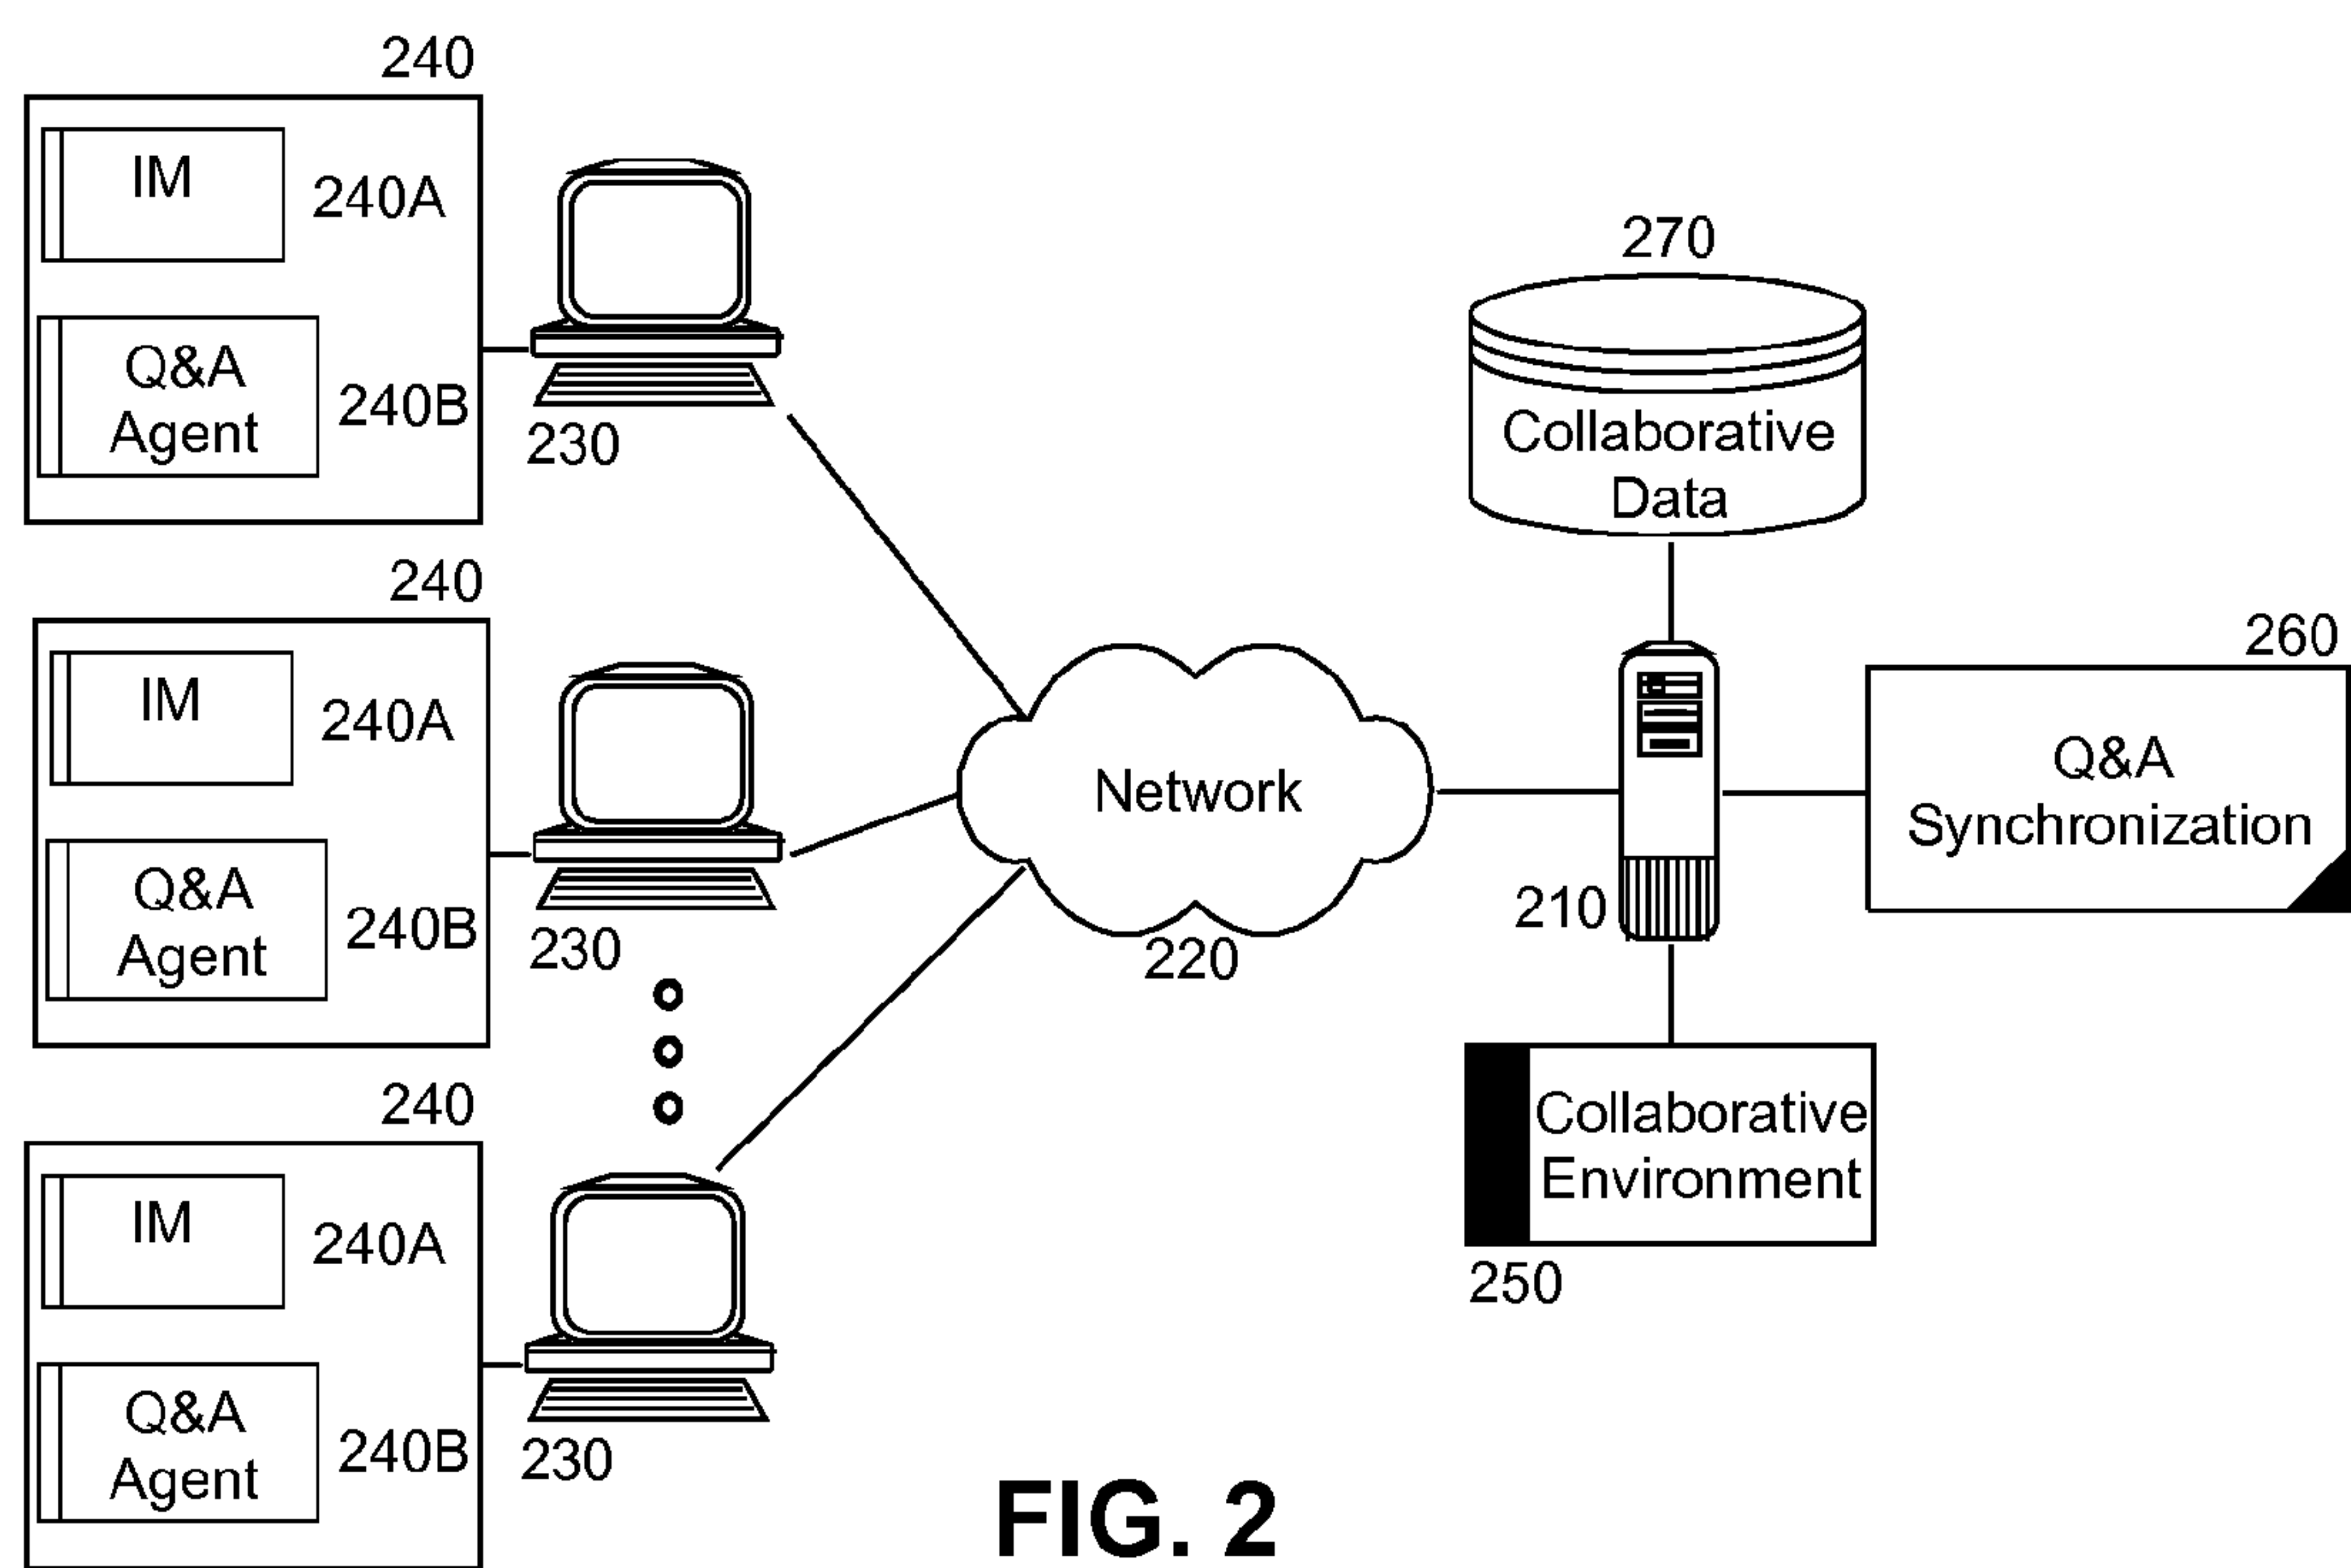 240
IM
240A
Q&A
Agent
240B
230
240
IM
240A
Q&A
Agent
240B
230
240
IM
240A
Q&A
Agent
240B
230
Network
220
270
Collaborative
Data
210
260
Q&A
Synchronization
Collaborative
Environment
250
FIG. 2